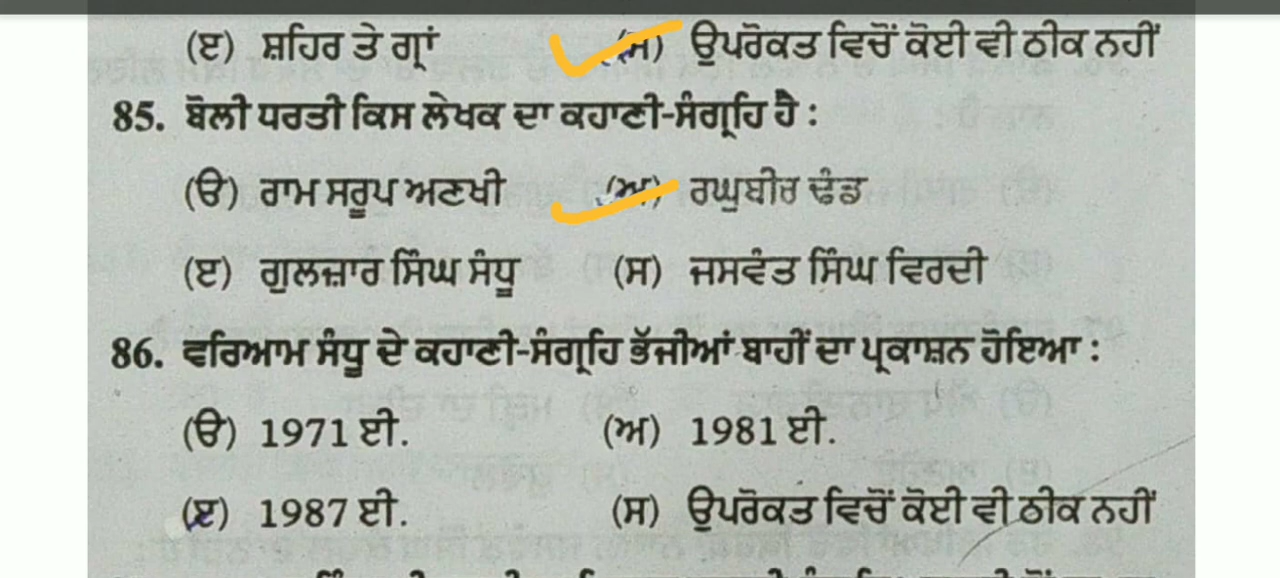 (ੲ) ਸ਼ਹਿਰ ਤੇ ਗ੍ਰਾਂ (ਸ) ਉਪਰੋਕਤ ਵਿਚੋਂ ਕੋਈ ਵੀ ਠੀਕ ਨਹੀਂ
85. ਬੋਲੀ ਧਰਤੀ ਕਿਸ ਲੇਖਕ ਦਾ ਕਹਾਣੀ-ਸੰਗ੍ਰਹਿ ਹੈ :
(ੳ) ਰਾਮ ਸਰੂਪ ਅਣਖੀ (ਅ) ਰਘੁਬੀਰ ਢੰਡ
(ੲ) ਗੁਲਜ਼ਾਰ ਸਿੰਘ ਸੰਧੂ (ਸ) ਜਸਵੰਤ ਸਿੰਘ ਵਿਰਦੀ
86. ਵਰਿਆਮ ਸੰਧੂ ਦੇ ਕਹਾਣੀ-ਸੰਗ੍ਰਹਿ ਭੱਜੀਆਂ ਬਾਹੀਂ ਦਾ ਪ੍ਰਕਾਸ਼ਨ ਹੋਇਆ :
(ੳ) 1971 ਈ. (ਅ) 1981 ਈ.
(ੲ) 1987 ਈ. (ਸ) ਉਪਰੋਕਤ ਵਿਚੋਂ ਕੋਈ ਵੀ ਠੀਕ ਨਹੀਂ